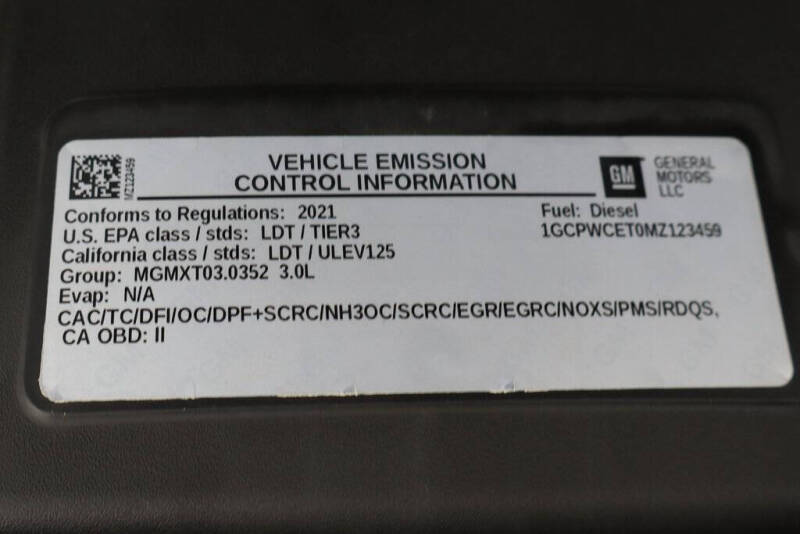 MZ123459
VEHICLE EMISSION
CONTROL INFORMATION
GM
GENERAL
MOTORS
LLC
Conforms to Regulations: 2021
Fuel: Diesel
U.S. EPA class / stds: LDT / TIER3
1GCPWCET0MZ123459
California class / stds: LDT / ULEV125
Group: MGMXT03.0352 3.0L
Evap: N/A
CAC/TC/DFI/OC/DPF+SCRC/NH3OC/SCRC/EGR/EGRC/NOXS/PMS/RDQS,
CA OBD: II